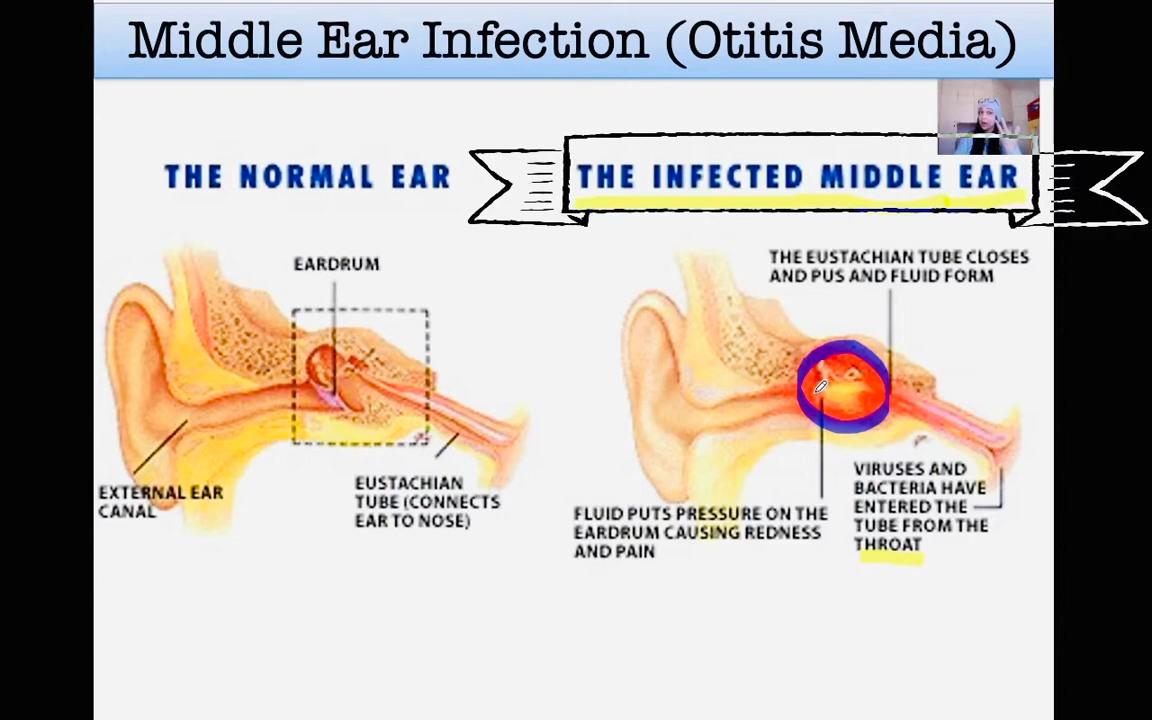 Middle Ear Infection (Otitis Media)
THE NORMAL EAR
THE INFECTED MIDDLE EAR
EARDRUM
EXTERNAL EAR
CANAL
EUSTACHIAN
TUBE (CONNECTS
EAR TO NOSE)
THE EUSTACHIAN TUBE CLOSES
AND PUS AND FLUID FORM
FLUID PUTS PRESSURE ON THE
EARDRUM CAUSING REDNESS
AND PAIN
VIRUSES AND
BACTERIA HAVE
ENTERED THE
TUBE FROM THE
THROAT